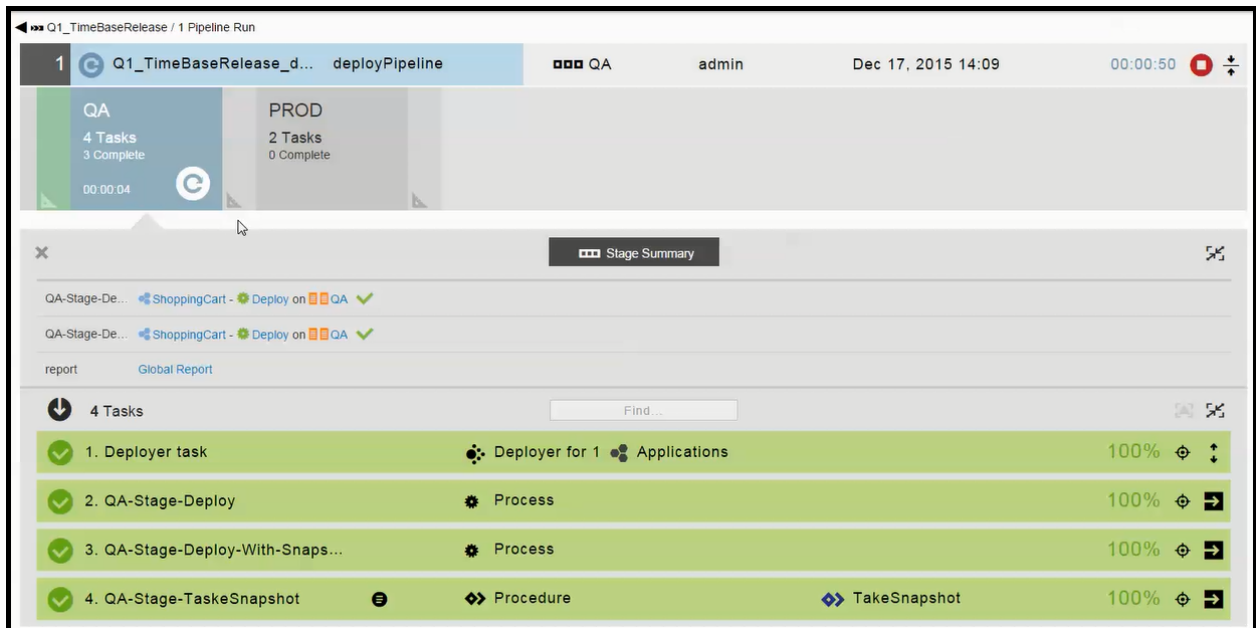 Q1_TimeBaseRelease / 1 Pipeline Run
1 Q1_TimeBaseRelease_d... deployPipeline QA admin Dec 17, 2015 14:09 00:00:50
QA PROD
4 Tasks 2 Tasks
3 Complete 0 Complete
00:00:04
Stage Summary
QA-Stage-De... ShoppingCart - Deploy on QA
QA-Stage-De... ShoppingCart - Deploy on QA
report Global Report
4 Tasks Find...
1. Deployer task Deployer for 1 Applications 100%
2. QA-Stage-Deploy Process 100%
3. QA-Stage-Deploy-With-Snaps... Process 100%
4. QA-Stage-TaskeSnapshot Procedure TakeSnapshot 100%